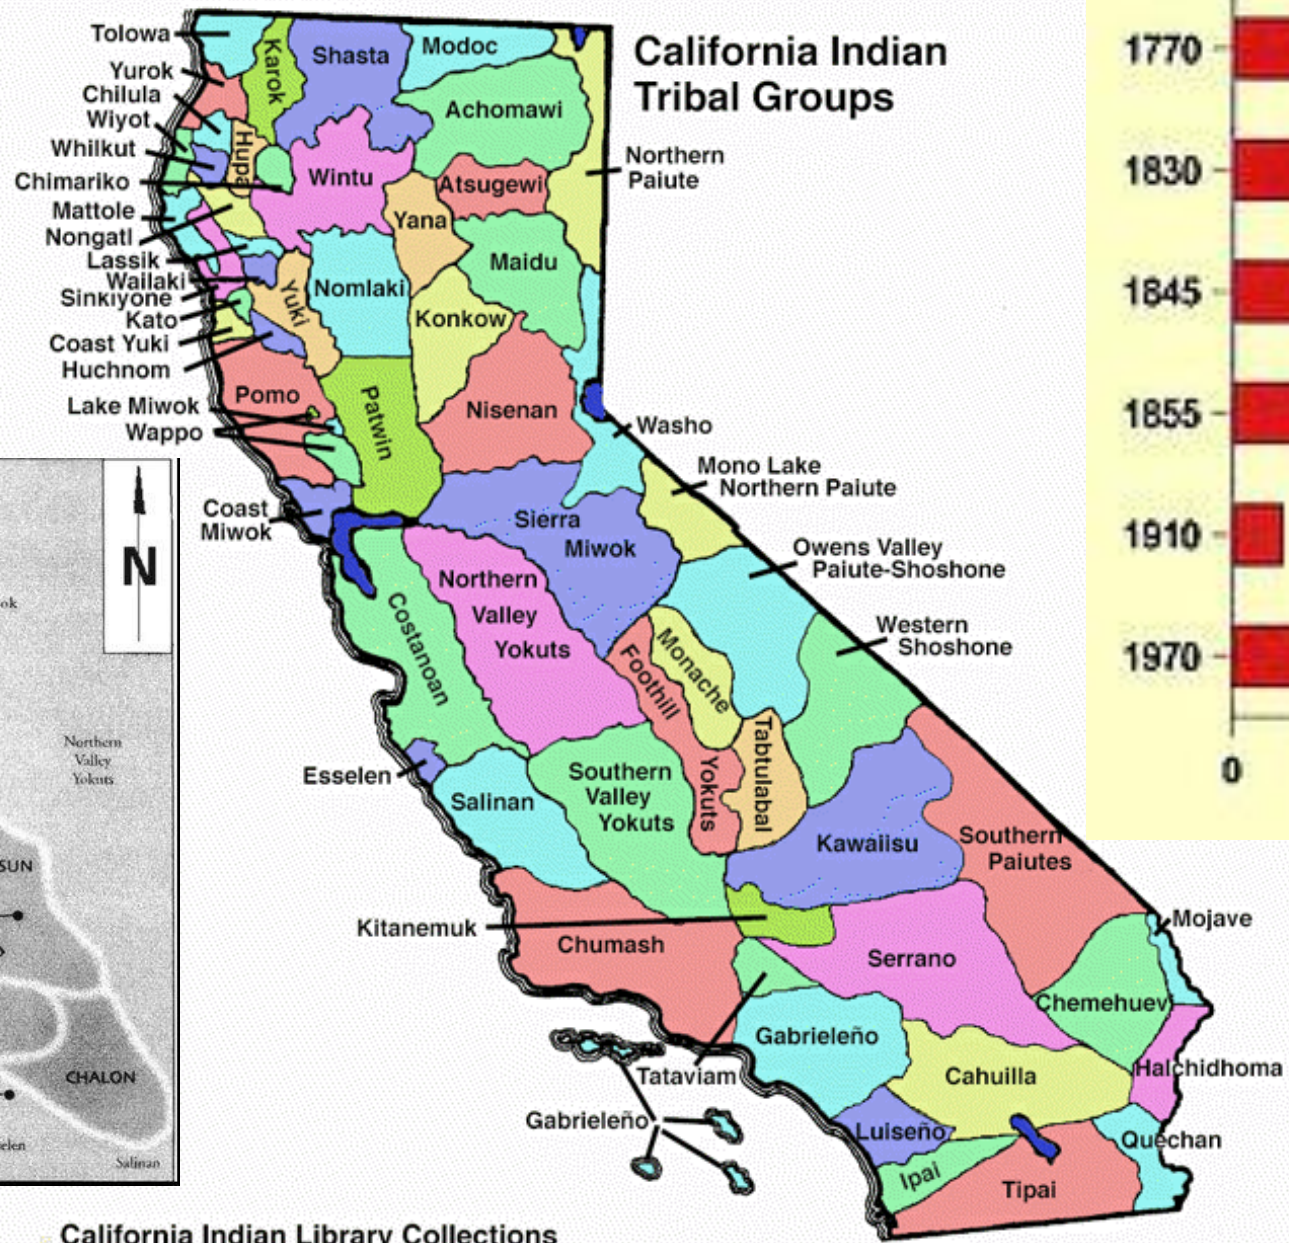 California Indian
Tribal Groups
Tolowa
Yurok
Chilula
Wiyot
Whilkut
Chimariko
Mattole
Nongatl
Lassik
Wailaki
Sinkiyone
Kato
Coast Yuki
Huchnom
Lake Miwok
Wappo
Coast
Miwok
Karok
Shasta
Modoc
Achomawi
Hupa
Wintu
Atsugewi
Yana
Maidu
Northern
Paiute
Yuki
Nomlaki
Konkow
Pomo
Patwin
Nisenan
Washo
Mono Lake
Northern Paiute
Sierra
Miwok
Owens Valley
Paiute-Shoshone
Western
Shoshone
Costanoan
Northern
Valley
Yokuts
Foothill
Yokuts
Monache
Tabtulabal
Esselen
Salinan
Southern
Valley
Yokuts
Kawaiisu
Southern
Paiutes
Kitanemuk
Chumash
Serrano
Mojave
Chemehuevi
Gabrieleño
Tataviam
Cahuilla
Halchidhoma
Gabrieleño
Luiseño
Quechan
Ipai
Tipai
California Indian Library Collections
N
ok
Northern
Valley
Yokuts
SUN
CHALON
elen
Salinan
1770
1830
1845
1855
1910
1970
0